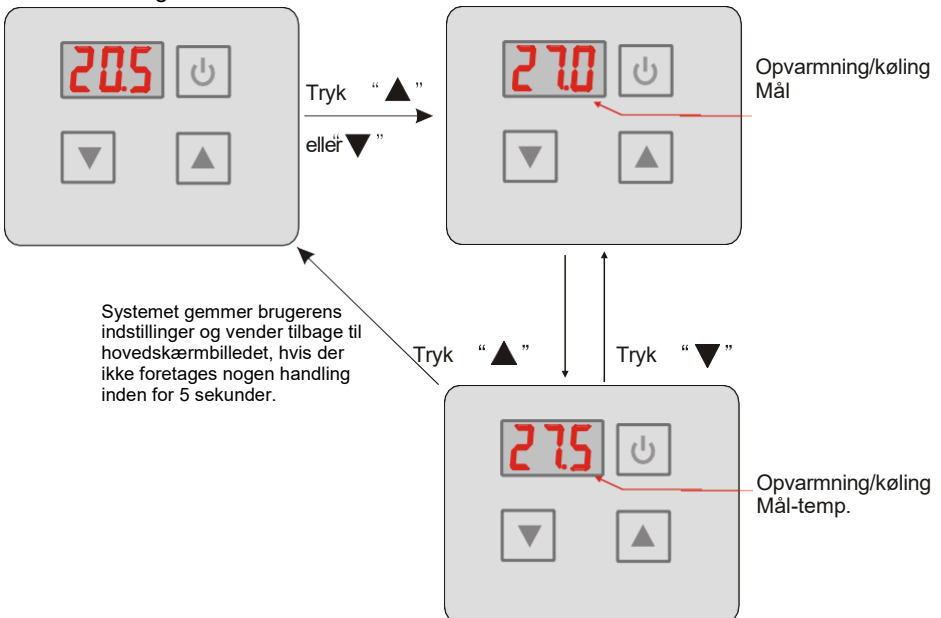 20.5
27.0
Tryk “▲”
eller “▼”
Opvarmning/køling
Mål
Systemet gemmer brugerens
indstillinger og vender tilbage til
hovedskærmbilledet, hvis der
ikke foretages nogen handling
inden for 5 sekunder.
Tryk “▲”
Tryk “▼”
27.5
Opvarmning/køling
Mål-temp.